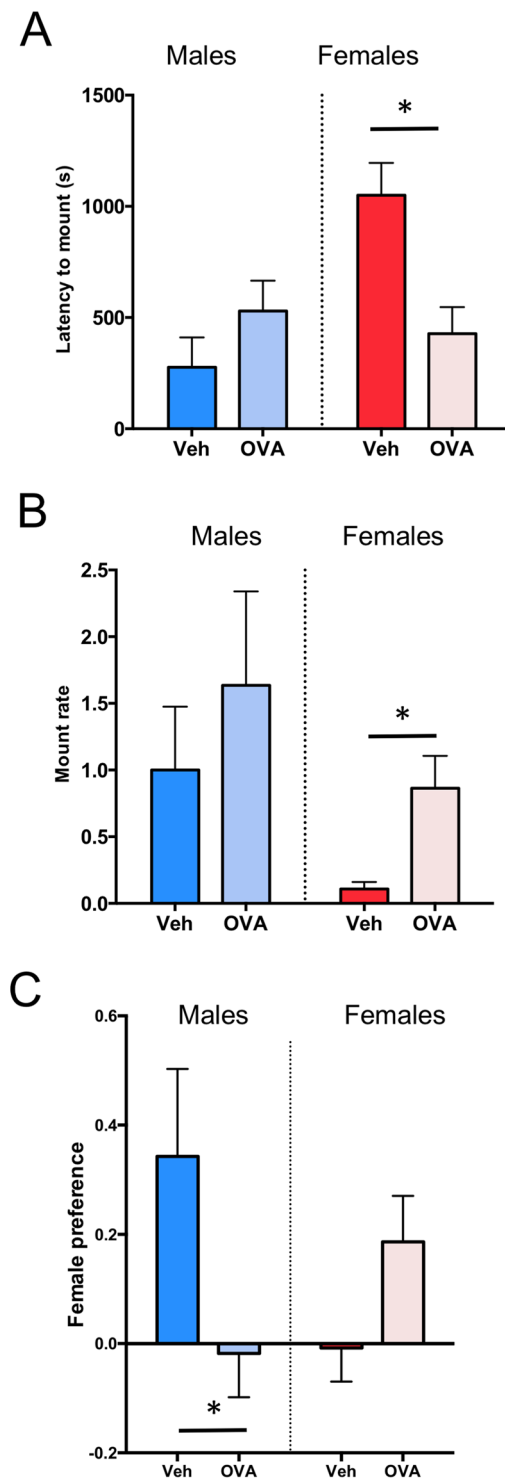 A
Males Females
Latency to mount (s)
1500
1000
500
0
*
Veh OVA Veh OVA
B
Males Females
Mount rate
2.5
2.0
1.5
1.0
0.5
0.0
*
Veh OVA Veh OVA
C
Males Females
Female preference
0.6
0.4
0.2
0.0
-0.2
*
Veh OVA Veh OVA